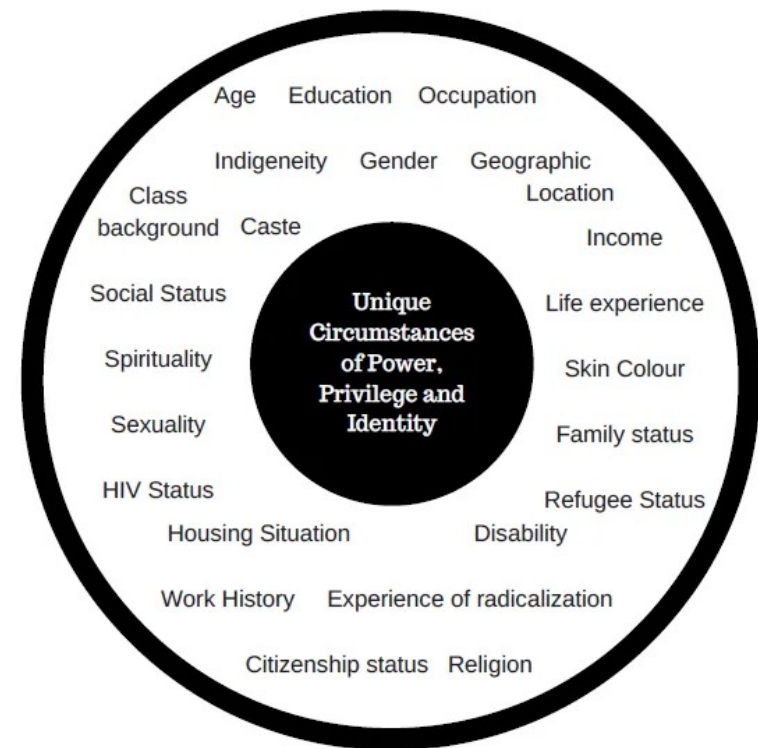 Age Education Occupation
Indigeneity Gender Geographic
Location
Class
background Caste
Income
Social Status
Life experience
Spirituality
Skin Colour
Sexuality
Family status
HIV Status
Refugee Status
Housing Situation Disability
Work History Experience of radicalization
Citizenship status Religion
Unique
Circumstances
of Power,
Privilege and
Identity